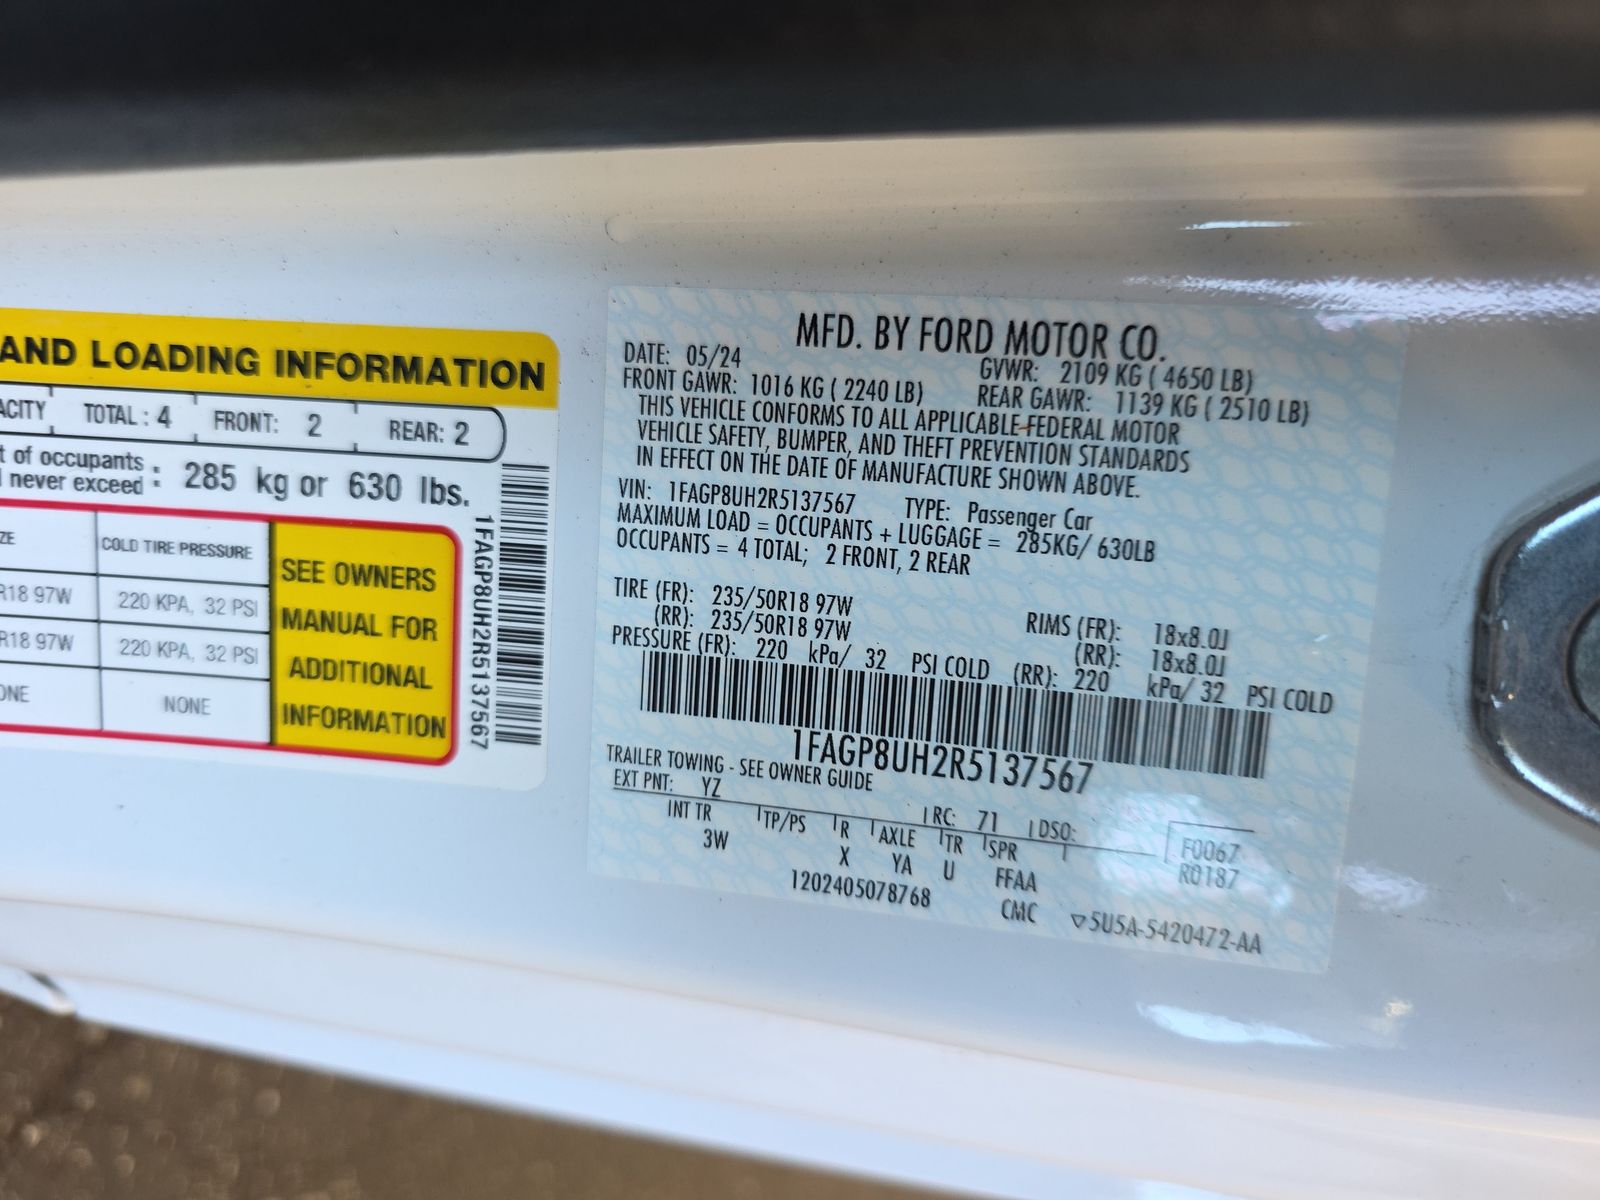 AND LOADING INFORMATION
ACITY TOTAL : 4 FRONT: 2 REAR: 2
t of occupants
never exceed : 285 kg or 630 lbs.
ZE COLD TIRE PRESSURE
R18 97W 220 KPA, 32 PSI
R18 97W 220 KPA, 32 PSI
ONE NONE
SEE OWNERS
MANUAL FOR
ADDITIONAL
INFORMATION
1FAGP8UH2R5137567
MFD. BY FORD MOTOR CO.
DATE: 05/24 GVWR: 2109 KG ( 4650 LB)
FRONT GAWR: 1016 KG ( 2240 LB) REAR GAWR: 1139 KG ( 2510 LB)
THIS VEHICLE CONFORMS TO ALL APPLICABLE FEDERAL MOTOR
VEHICLE SAFETY, BUMPER, AND THEFT PREVENTION STANDARDS
IN EFFECT ON THE DATE OF MANUFACTURE SHOWN ABOVE.
VIN: 1FAGP8UH2R5137567 TYPE: Passenger Car
MAXIMUM LOAD = OCCUPANTS + LUGGAGE = 285KG/ 630LB
OCCUPANTS = 4 TOTAL; 2 FRONT, 2 REAR
TIRE (FR): 235/50R18 97W RIMS (FR): 18x8.0J
(RR): 235/50R18 97W (RR): 18x8.0J
PRESSURE (FR): 220 kPa/ 32 PSI COLD (RR): 220 kPa/ 32 PSI COLD
1FAGP8UH2R5137567
TRAILER TOWING - SEE OWNER GUIDE
EXT PNT: YZ RC: 71 DSO:
INT TR TP/PS R AXLE TR SPR F0067
3W X YA U FFAA R0187
1202405078768 CMC ▽5U5A-5420472-AA